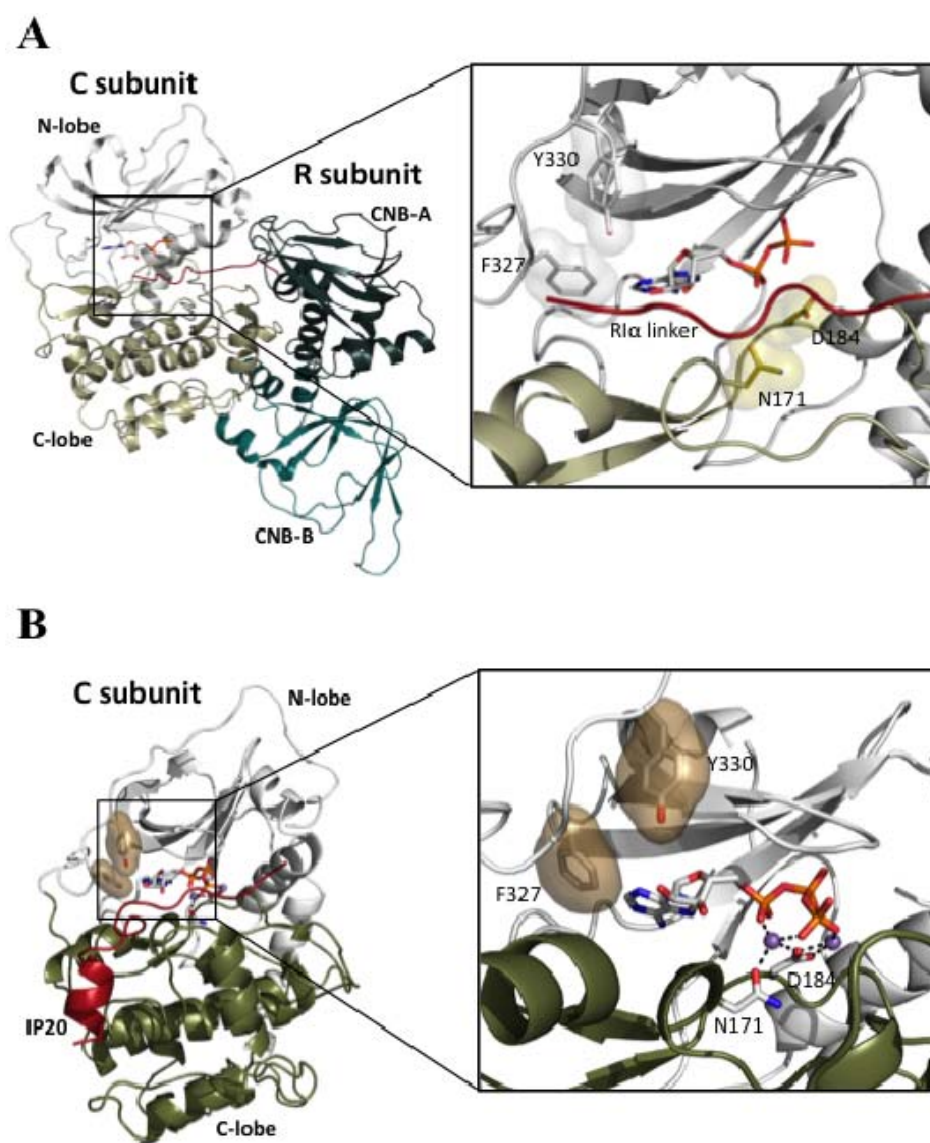 A
C subunit
N-lobe
R subunit
CNB-A
C-lobe
CNB-B
Y330
F327
RIα linker
D184
N171
B
C subunit
N-lobe
IP20
C-lobe
Y330
F327
D184
N171